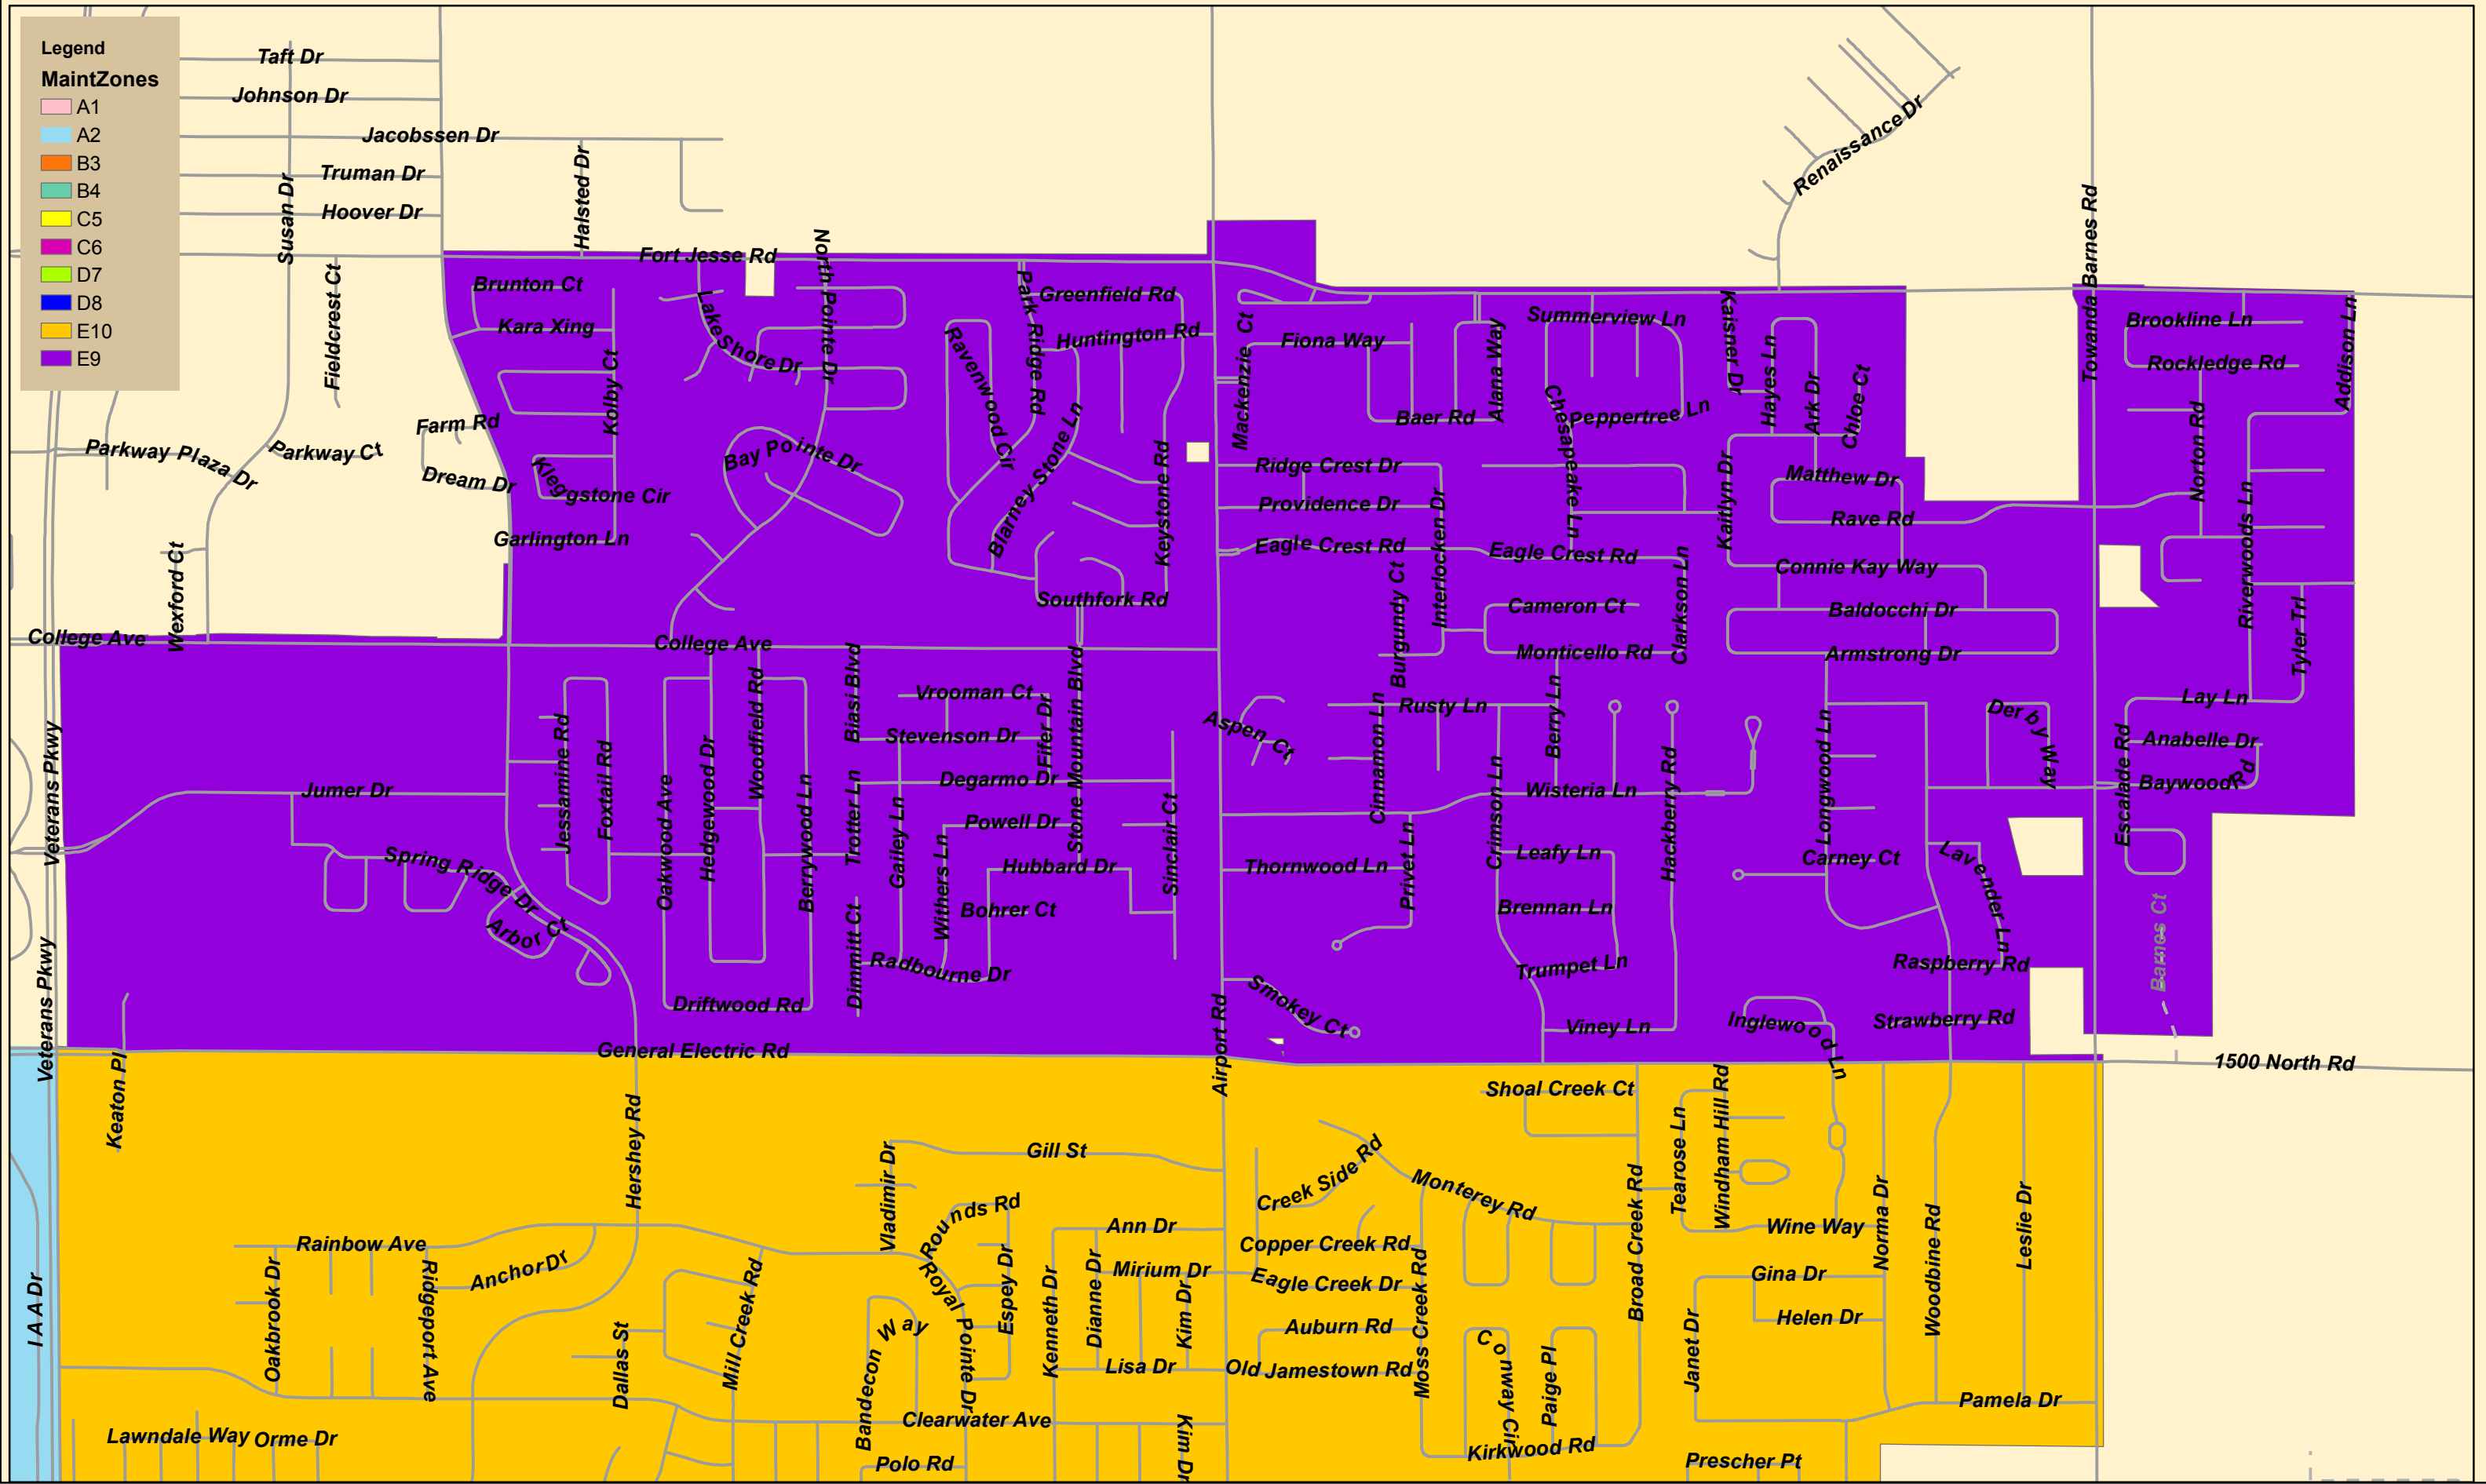 Legend
MaintZones
A1
A2
B3
B4
C5
C6
D7
D8
E10
E9
Taft Dr
Johnson Dr
Jacobssen Dr
Truman Dr
Hoover Dr
Susan Dr
Halsted Dr
Fieldcrest Ct
Fort Jesse Rd
North Pointe Dr
Renaissance Dr
Towanda Barnes Rd
Brunton Ct
Kara Xing
Kolby Ct
Lake Shore Dr
Park Ridge Rd
Greenfield Rd
Huntington Rd
Ravenwood Cir
Blarney Stone Ln
Keystone Rd
Mackenzie Ct
Fiona Way
Baer Rd
Alana Way
Summerview Ln
Peppertree Ln
Chesapeake Ln
Kaisner Dr
Hayes Ln
Ark Dr
Chloe Ct
Brookline Ln
Rockledge Rd
Addison Ln
Norton Rd
Farm Rd
Dream Dr
Parkway Plaza Dr
Parkway Ct
Kleggstone Cir
Garlington Ln
Bay Pointe Dr
Ridge Crest Dr
Providence Dr
Interlocken Dr
Eagle Crest Rd
Eagle Crest Rd
Kaitlyn Dr
Matthew Dr
Rave Rd
Connie Kay Way
Riverwoods Ln
Wexford Ct
Southfork Rd
Burgundy Ct
Cameron Ct
Monticello Rd
Clarkson Ln
Baldocchi Dr
Armstrong Dr
Tyler Trl
College Ave
College Ave
Veterans Pkwy
Veterans Pkwy
Jumer Dr
Spring Ridge Dr
Arbor Ct
Jessamine Rd
Foxtail Rd
Oakwood Ave
Hedgewood Dr
Woodfield Rd
Berrywood Ln
Driftwood Rd
Biasi Blvd
Trotter Ln
Dimmitt Ct
Vrooman Ct
Stevenson Dr
Fifer Dr
Stone Mountain Blvd
Degarmo Dr
Gailey Ln
Withers Ln
Powell Dr
Hubbard Dr
Bohrer Ct
Radbourne Dr
Sinclair Ct
Aspen Ct
Rusty Ln
Cinnamon Ln
Berry Ln
Crimson Ln
Wisteria Ln
Hackberry Rd
Thornwood Ln
Privet Ln
Leafy Ln
Brennan Ln
Trumpet Ln
Viney Ln
Smokey Ct
Longwood Ln
Carney Ct
Derby Way
Lavender Ln
Raspberry Rd
Strawberry Rd
Inglewood Ln
Lay Ln
Anabelle Dr
Baywood Rd
Escalade Rd
Barnes Ct
1500 North Rd
General Electric Rd
Airport Rd
Keaton Pl
Hershey Rd
Gill St
Vladimir Dr
Rounds Rd
Royal Pointe Dr
Espey Dr
Bandecon Way
Rainbow Ave
Anchor Dr
Oakbrook Dr
Ridgeport Ave
Dallas St
Mill Creek Rd
I A A Dr
Lawndale Way
Orme Dr
Clearwater Ave
Polo Rd
Ann Dr
Mirium Dr
Kenneth Dr
Dianne Dr
Kim Dr
Lisa Dr
Kim Dr
Creek Side Rd
Monterey Rd
Copper Creek Rd
Eagle Creek Dr
Auburn Rd
Old Jamestown Rd
Moss Creek Rd
Conway Cir
Paige Pl
Kirkwood Rd
Broad Creek Rd
Shoal Creek Ct
Tearose Ln
Windham Hill Rd
Wine Way
Norma Dr
Woodbine Rd
Leslie Dr
Gina Dr
Helen Dr
Janet Dr
Pamela Dr
Prescher Pt